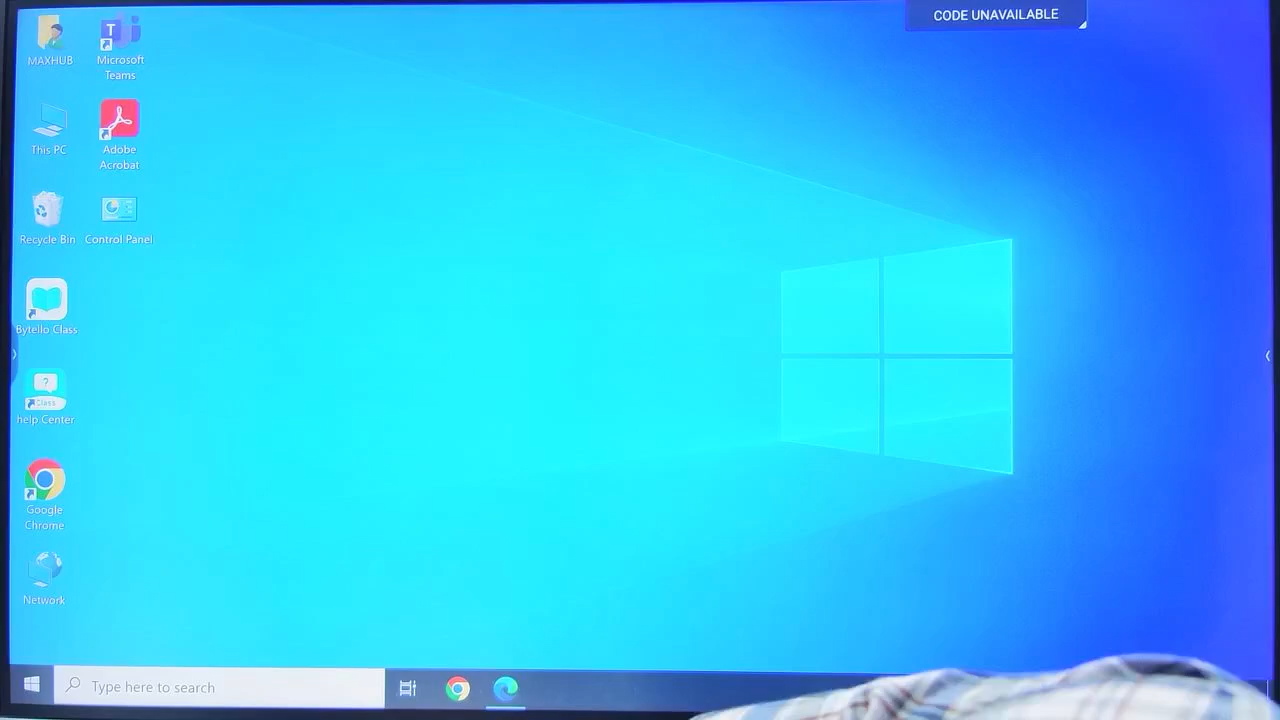 CODE UNAVAILABLE
MAXHUB
T
Microsoft
Teams
This PC
Adobe
Acrobat
Recycle Bin
Control Panel
Bytello Class
?
Class
help Center
Google
Chrome
Network
Type here to search